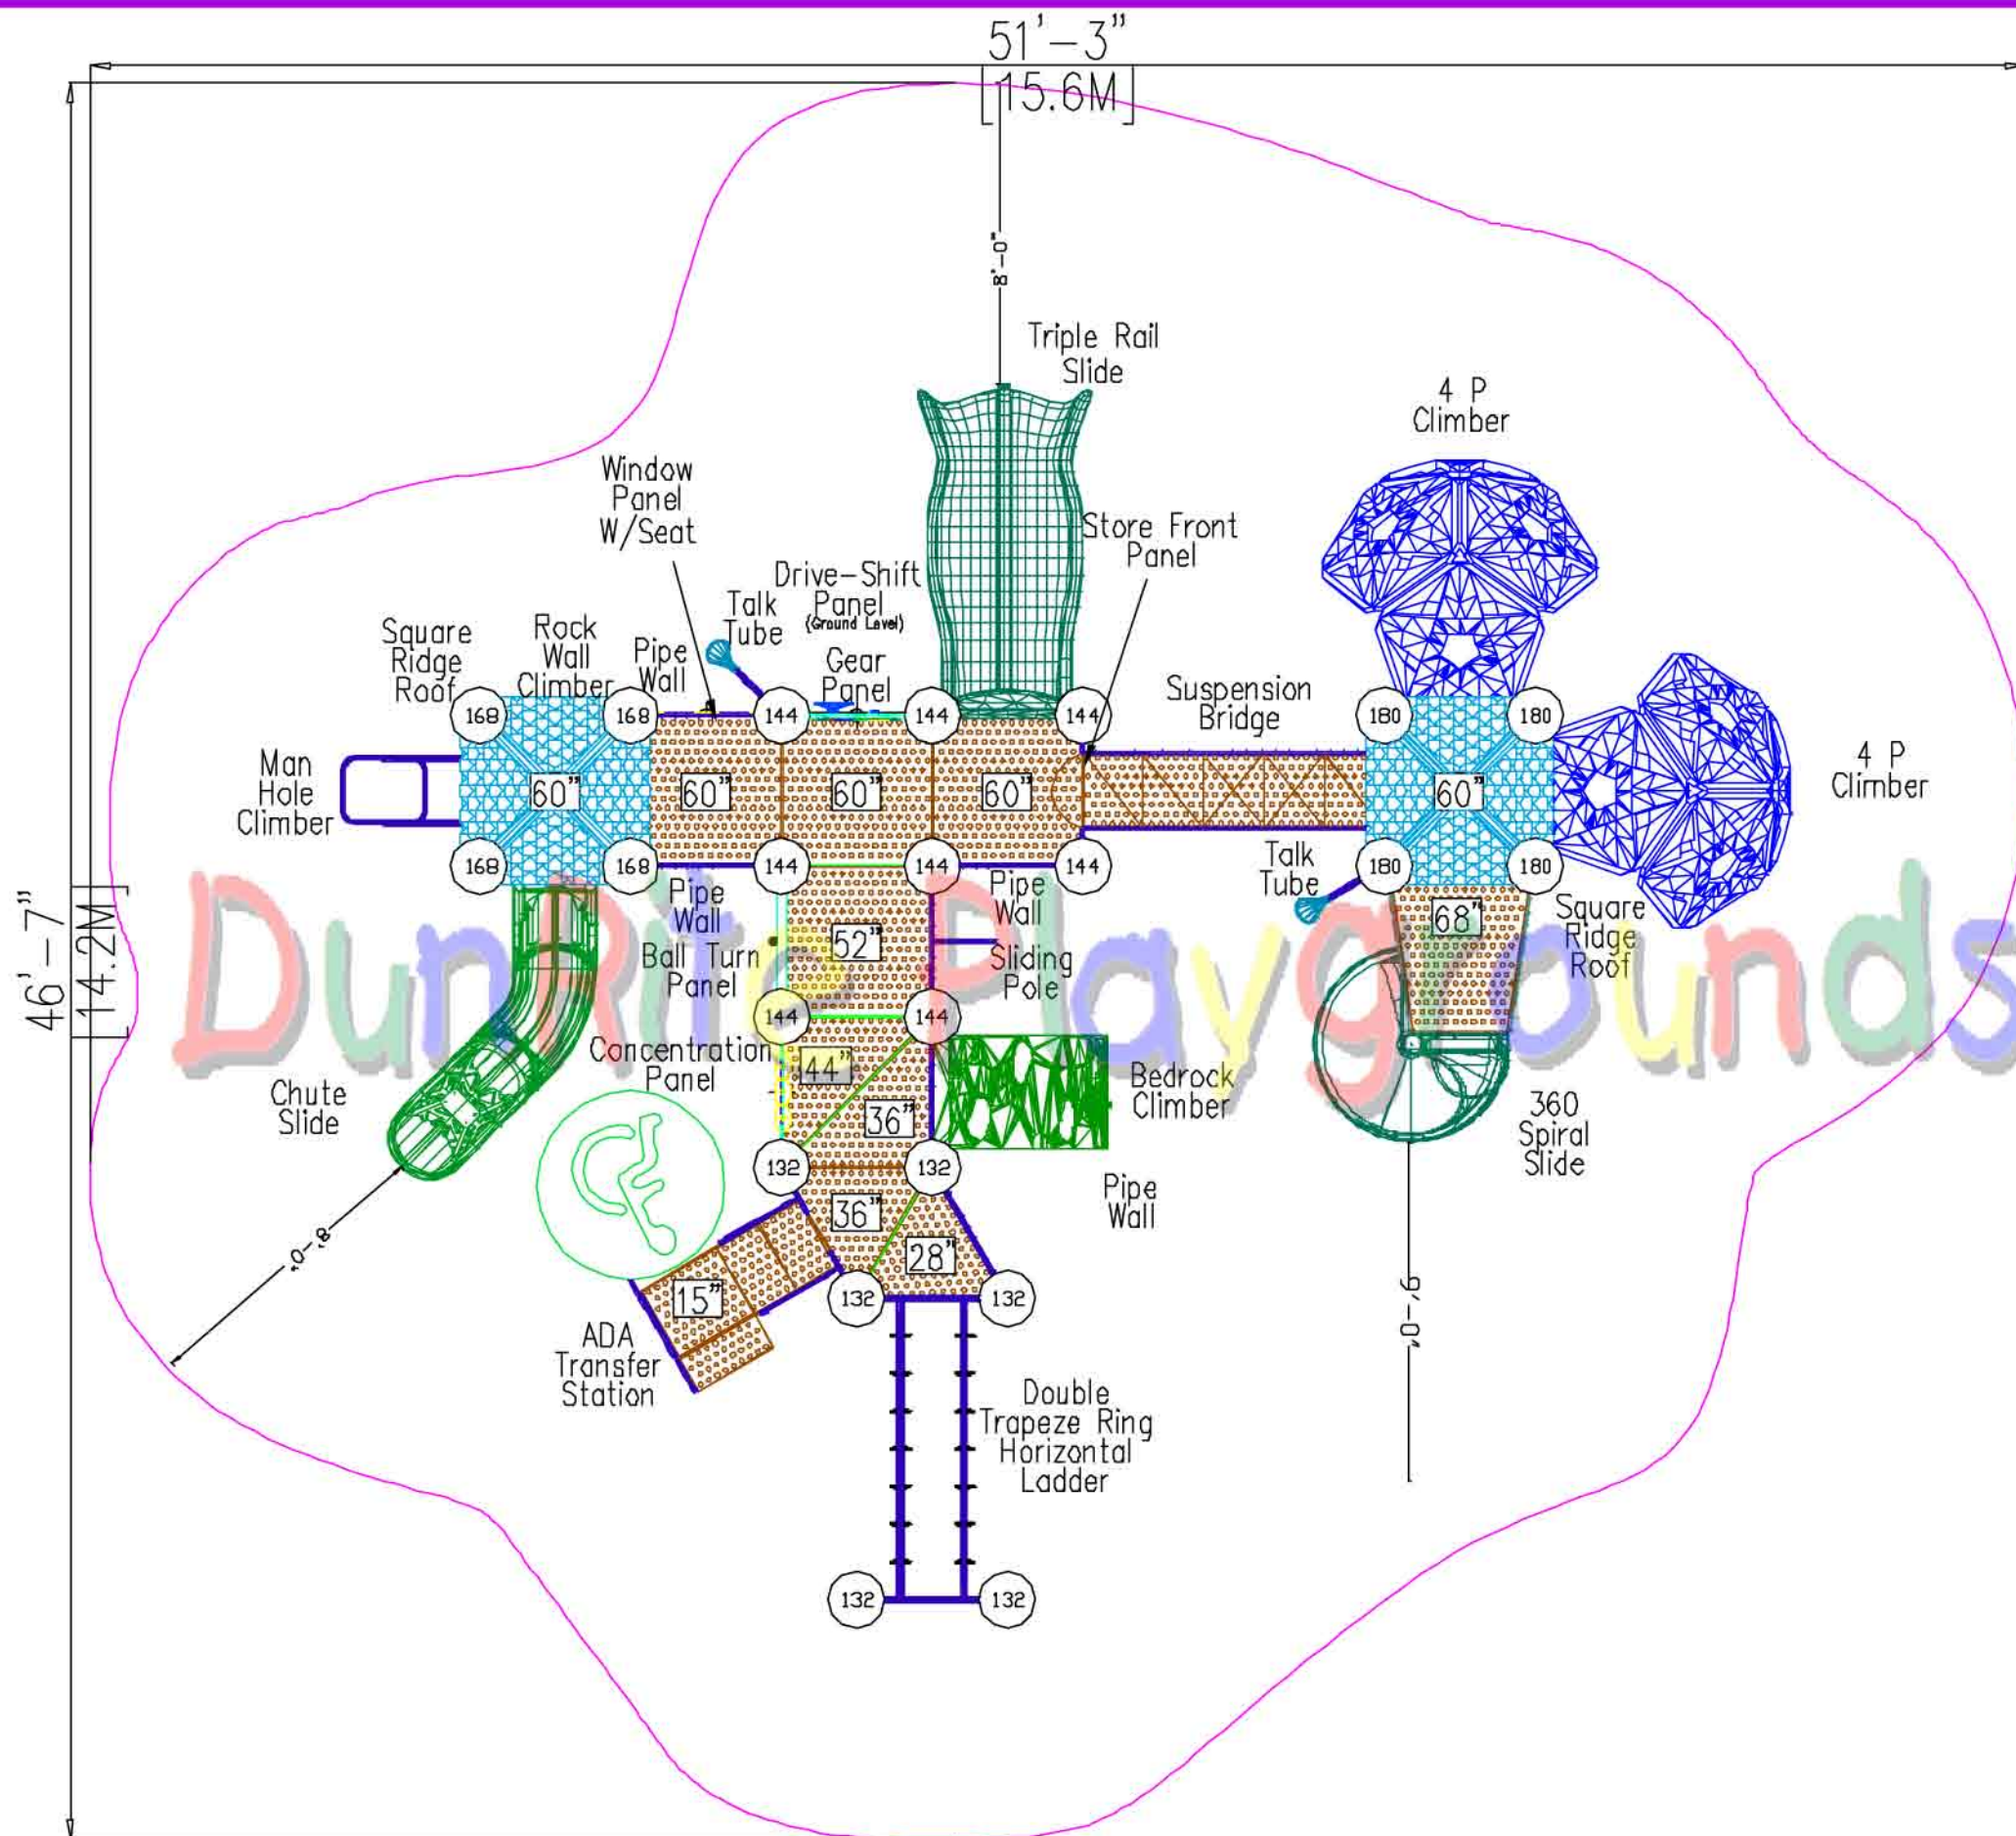 51'-3"
[15.6M]
8'-0"
Triple Rail
Slide
4 P
Climber
Window
Panel
W/Seat
Store Front
Panel
Drive-Shift
Panel
(Ground Level)
Talk
Tube
Square
Ridge
Roof
Rock
Wall
Climber
Pipe
Wall
Gear
Panel
Suspension
Bridge
168
168
144
144
144
180
180
Man
Hole
Climber
60"
60"
60"
60"
60"
4 P
Climber
168
168
144
144
144
180
180
Talk
Tube
Pipe
Wall
Pipe
Wall
68"
Square
Ridge
Roof
46'-7"
14.2M
DunRite Playgrounds
52"
Ball Turn
Panel
Sliding
Pole
144
144
Concentration
Panel
44"
36"
Bedrock
Climber
Chute
Slide
360
Spiral
Slide
132
132
Pipe
Wall
36"
28"
8'-0"
15"
132
132
9'-0"
ADA
Transfer
Station
Double
Trapeze Ring
Horizontal
Ladder
132
132